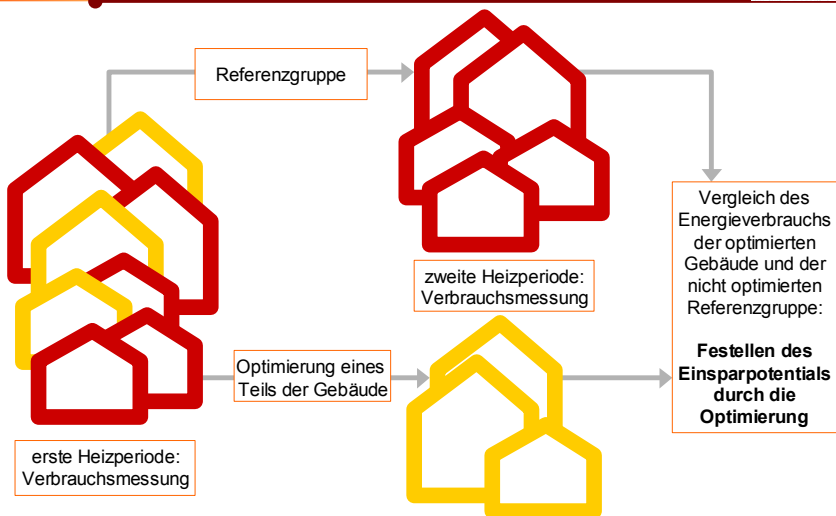 Referenzgruppe
zweite Heizperiode:
Verbrauchsmessung
Optimierung eines
Teils der Gebäude
erste Heizperiode:
Verbrauchsmessung
Vergleich des
Energieverbrauchs
der optimierten
Gebäude und der
nicht optimierten
Referenzgruppe:
Festellen des
Einsparpotentials
durch die
Optimierung